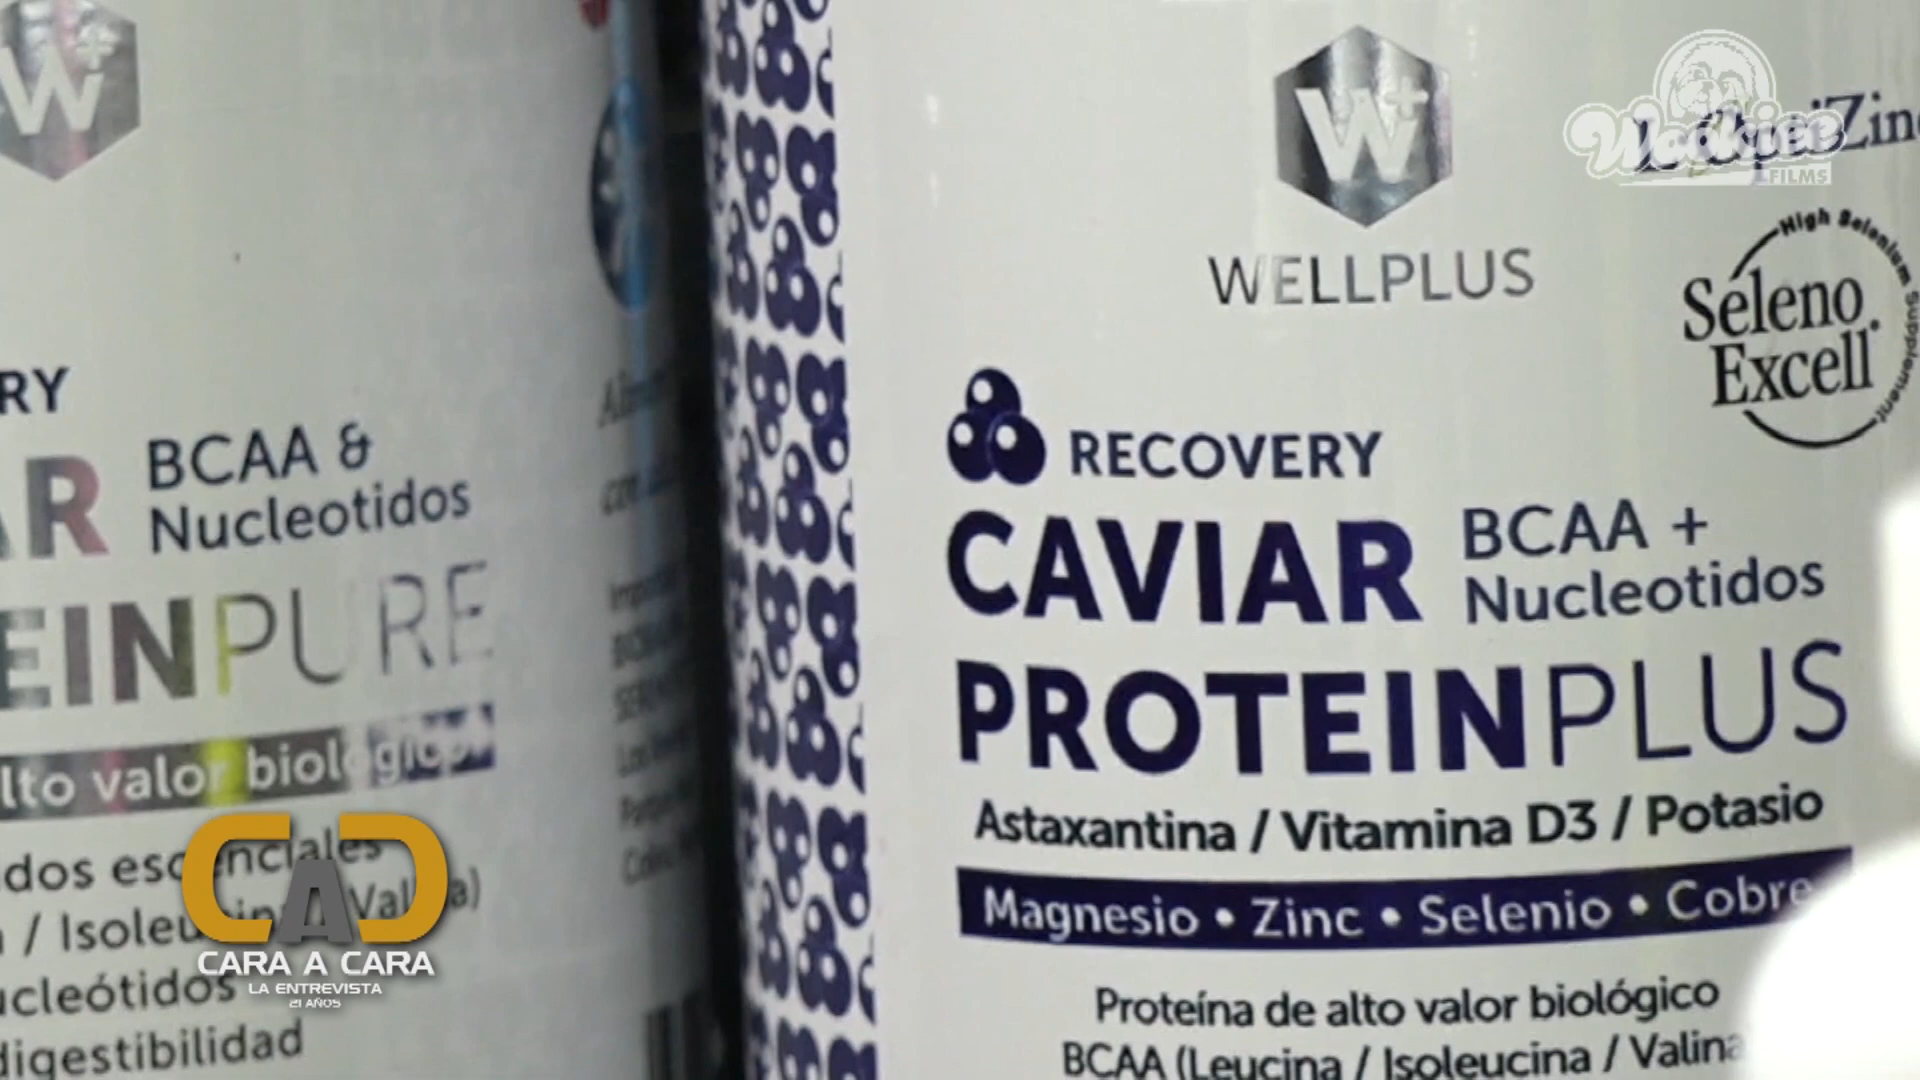 W+
RY
AR
BCAA &
Nucleotidos
EINPURE
lto valor biológico
dos esenciales
/ Isoleucina / Valina)
ucleótidos
digestibilidad
CARA A CARA
LA ENTREVISTA
21 AÑOS
W+
WELLPLUS
Wookiee
FILMS
Zinc
High Selenium Supplement
Seleno
Excell
RECOVERY
CAVIAR
BCAA +
Nucleotidos
PROTEINPLUS
Astaxantina / Vitamina D3 / Potasio
Magnesio • Zinc • Selenio • Cobre
Proteína de alto valor biológico
BCAA (Leucina / Isoleucina / Valina